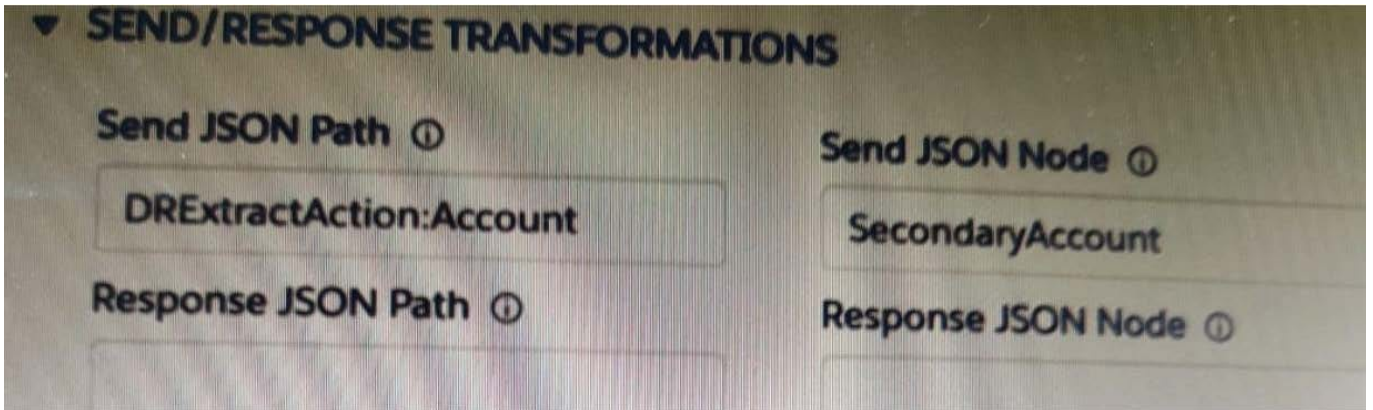 SEND/RESPONSE TRANSFORMATIONS
Send JSON Path
Send JSON Node
DRExtractAction:Account
SecondaryAccount
Response JSON Path
Response JSON Node